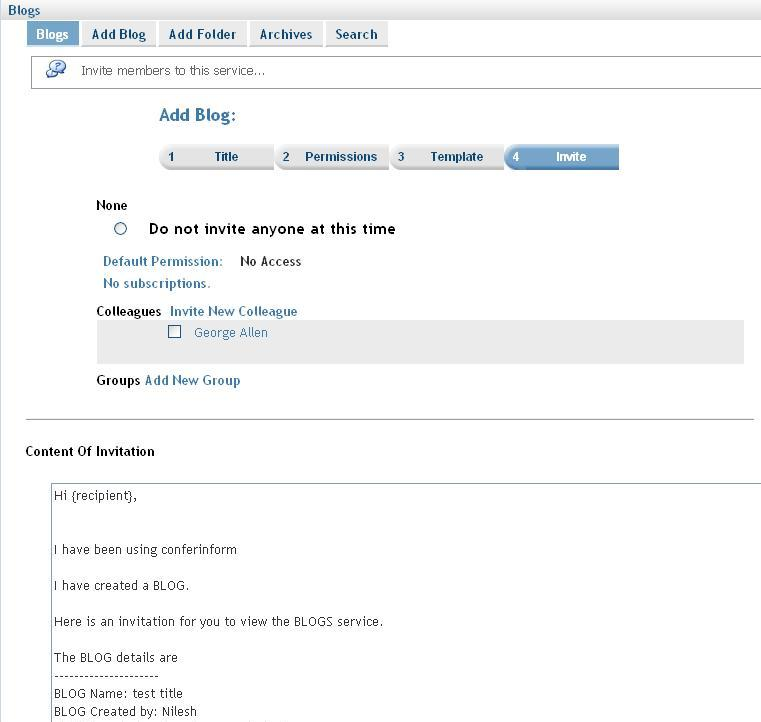 Blogs
Blogs Add Blog Add Folder Archives Search
Invite members to this service...
Add Blog:
1 Title 2 Permissions 3 Template 4 Invite
None
Do not invite anyone at this time
Default Permission: No Access
No subscriptions.
Colleagues Invite New Colleague
George Allen
Groups Add New Group
Content Of Invitation
Hi {recipient},
I have been using conferinform
I have created a BLOG.
Here is an invitation for you to view the BLOGS service.
The BLOG details are
---------------------
BLOG Name: test title
BLOG Created by: Nilesh